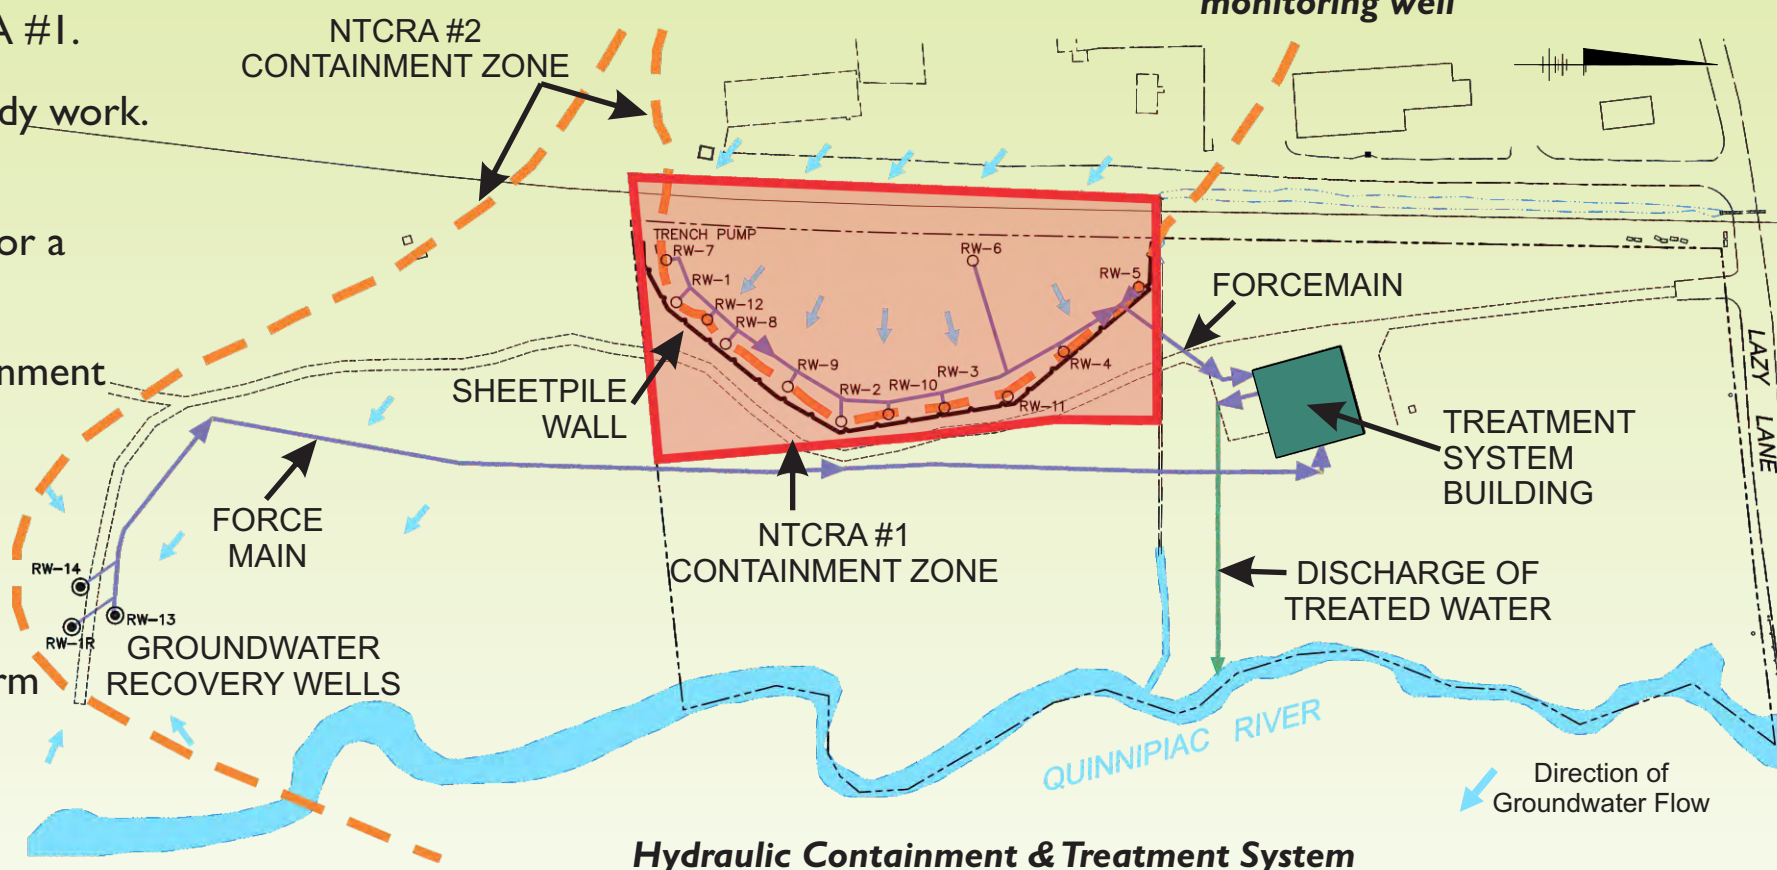 monitoring well
A #1.
NTCRA #2
CONTAINMENT ZONE
dy work.
or a
TRENCH PUMP
RW-7
RW-6
RW-1
RW-5
RW-12
RW-8
FORCEMAIN
RW-9
RW-4
RW-3
RW-10
RW-2
RW-11
nment
SHEETPILE
WALL
LAZY LANE
TREATMENT
SYSTEM
BUILDING
FORCE
MAIN
NTCRA #1
CONTAINMENT ZONE
RW-14
RW-13
RW-1R
DISCHARGE OF
TREATED WATER
GROUNDWATER
RECOVERY WELLS
rm
QUINNIPIAC RIVER
Direction of
Groundwater Flow
Hydraulic Containment & Treatment System